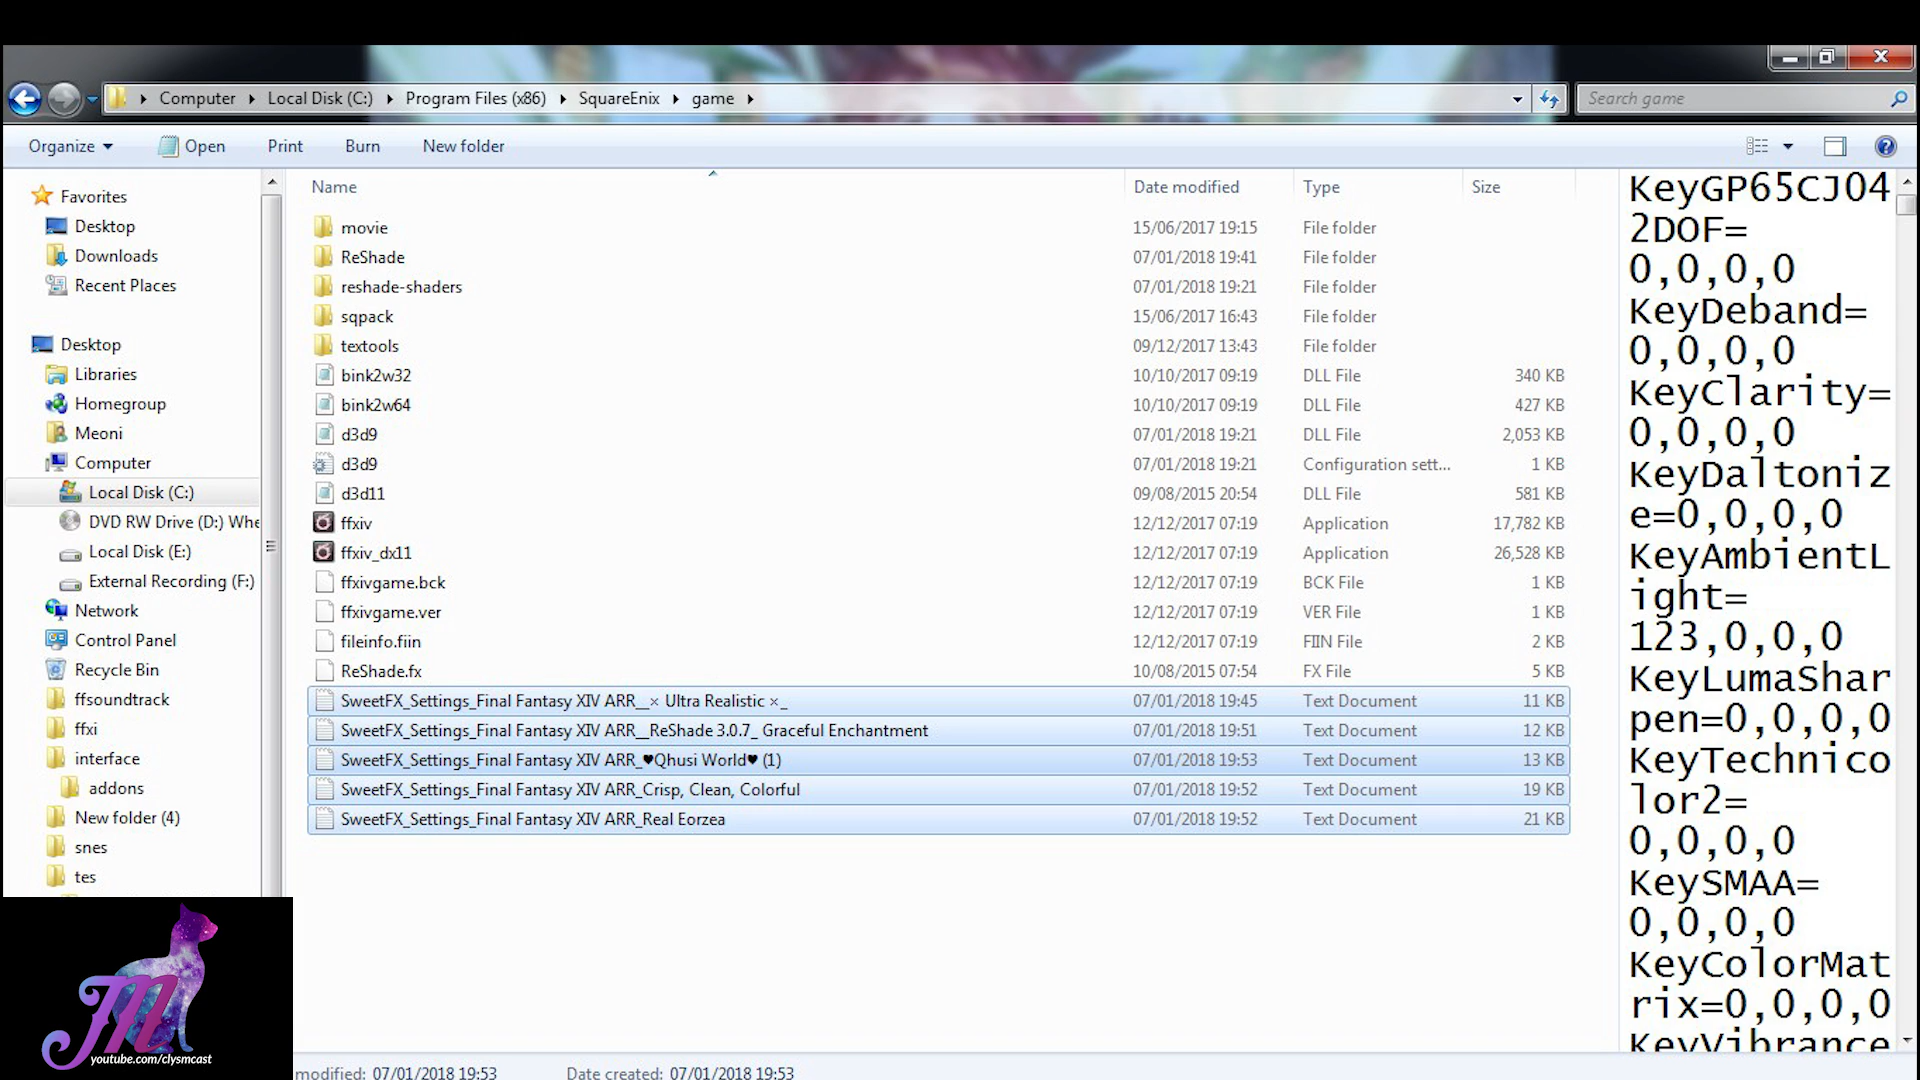 Computer Local Disk (C:) Program Files (x86) SquareEnix game
Search game
Organize Open Print Burn New folder
Favorites
Desktop
Downloads
Recent Places
Desktop
Libraries
Homegroup
Meoni
Computer
Local Disk (C:)
DVD RW Drive (D:) Whe
Local Disk (E:)
External Recording (F:)
Network
Control Panel
Recycle Bin
ffsoundtrack
ffxi
interface
addons
New folder (4)
snes
tes
Name Date modified Type Size
movie 15/06/2017 19:15 File folder
ReShade 07/01/2018 19:41 File folder
reshade-shaders 07/01/2018 19:21 File folder
sqpack 15/06/2017 16:43 File folder
textools 09/12/2017 13:43 File folder
bink2w32 10/10/2017 09:19 DLL File 340 KB
bink2w64 10/10/2017 09:19 DLL File 427 KB
d3d9 07/01/2018 19:21 DLL File 2,053 KB
d3d9 07/01/2018 19:21 Configuration sett... 1 KB
d3d11 09/08/2015 20:54 DLL File 581 KB
ffxiv 12/12/2017 07:19 Application 17,782 KB
ffxiv_dx11 12/12/2017 07:19 Application 26,528 KB
ffxivgame.bck 12/12/2017 07:19 BCK File 1 KB
ffxivgame.ver 12/12/2017 07:19 VER File 1 KB
fileinfo.fiin 12/12/2017 07:19 FIIN File 2 KB
ReShade.fx 10/08/2015 07:54 FX File 5 KB
SweetFX_Settings_Final Fantasy XIV ARR__× Ultra Realistic ×_ 07/01/2018 19:45 Text Document 11 KB
SweetFX_Settings_Final Fantasy XIV ARR__ReShade 3.0.7_ Graceful Enchantment 07/01/2018 19:51 Text Document 12 KB
SweetFX_Settings_Final Fantasy XIV ARR_♥Qhusi World♥ (1) 07/01/2018 19:53 Text Document 13 KB
SweetFX_Settings_Final Fantasy XIV ARR_Crisp, Clean, Colorful 07/01/2018 19:52 Text Document 19 KB
SweetFX_Settings_Final Fantasy XIV ARR_Real Eorzea 07/01/2018 19:52 Text Document 21 KB
KeyGP65CJO4
2DOF=
0,0,0,0
KeyDeband=
0,0,0,0
KeyClarity=
0,0,0,0
KeyDaltoniz
e=0,0,0,0
KeyAmbientL
ight=
123,0,0,0
KeyLumaShar
pen=0,0,0,0
KeyTechnico
lor2=
0,0,0,0
KeySMAA=
0,0,0,0
KeyColorMat
rix=0,0,0,0
KeyVibrance
JM
youtube.com/clysmcast
modified: 07/01/2018 19:53 Date created: 07/01/2018 19:53